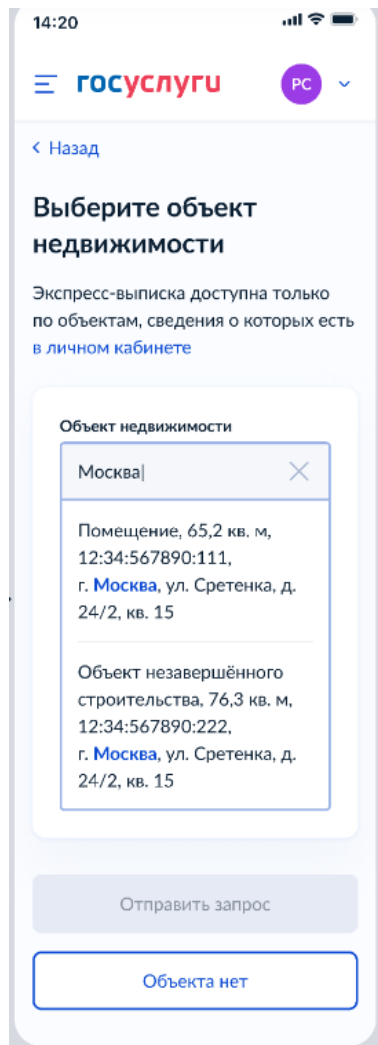 14:20
госуслуги
РС
Назад
Выберите объект
недвижимости
Экспресс-выписка доступна только
по объектам, сведения о которых есть
в личном кабинете
Объект недвижимости
Москва
Помещение, 65,2 кв. м,
12:34:567890:111,
г. Москва, ул. Сретенка, д.
24/2, кв. 15
Объект незавершённого
строительства, 76,3 кв. м,
12:34:567890:222,
г. Москва, ул. Сретенка, д.
24/2, кв. 15
Отправить запрос
Объекта нет